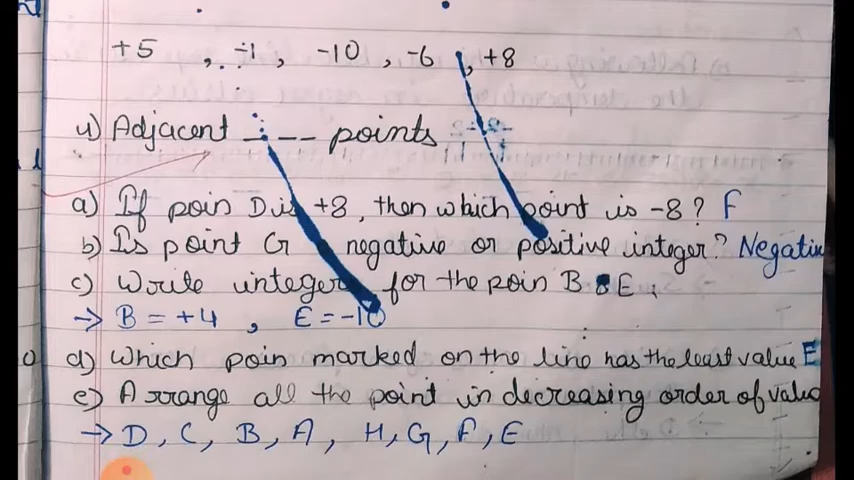 +5 , -1 , -10 , -6 , +8
4) Adjacent _ _ _ points
a) If poin D is +8, then which point is -8? F
b) Is point G negative or positive integer? Negativ
c) Write integer for the poin B & E.
→ B = +4 , E = -10
d) Which poin marked on the line has the least value E
e) Arrange all the point in decreasing order of value
→ D, C, B, A, H, G, F, E